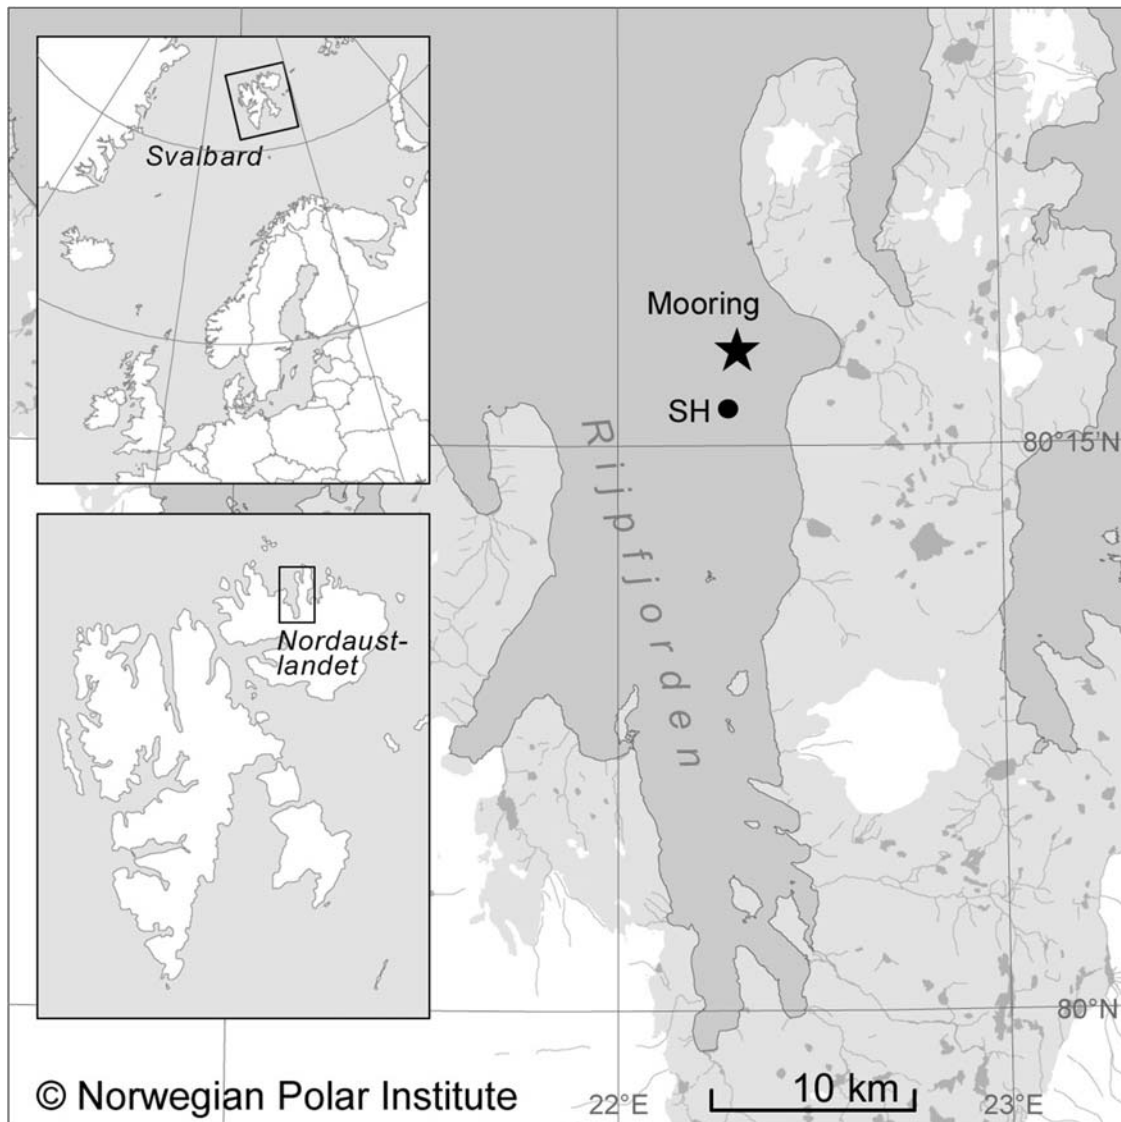 Svalbard
Mooring
SH
80°15'N
Rijpfjorden
Nordaust-
landet
80°N
© Norwegian Polar Institute
22°E
10 km
23°E